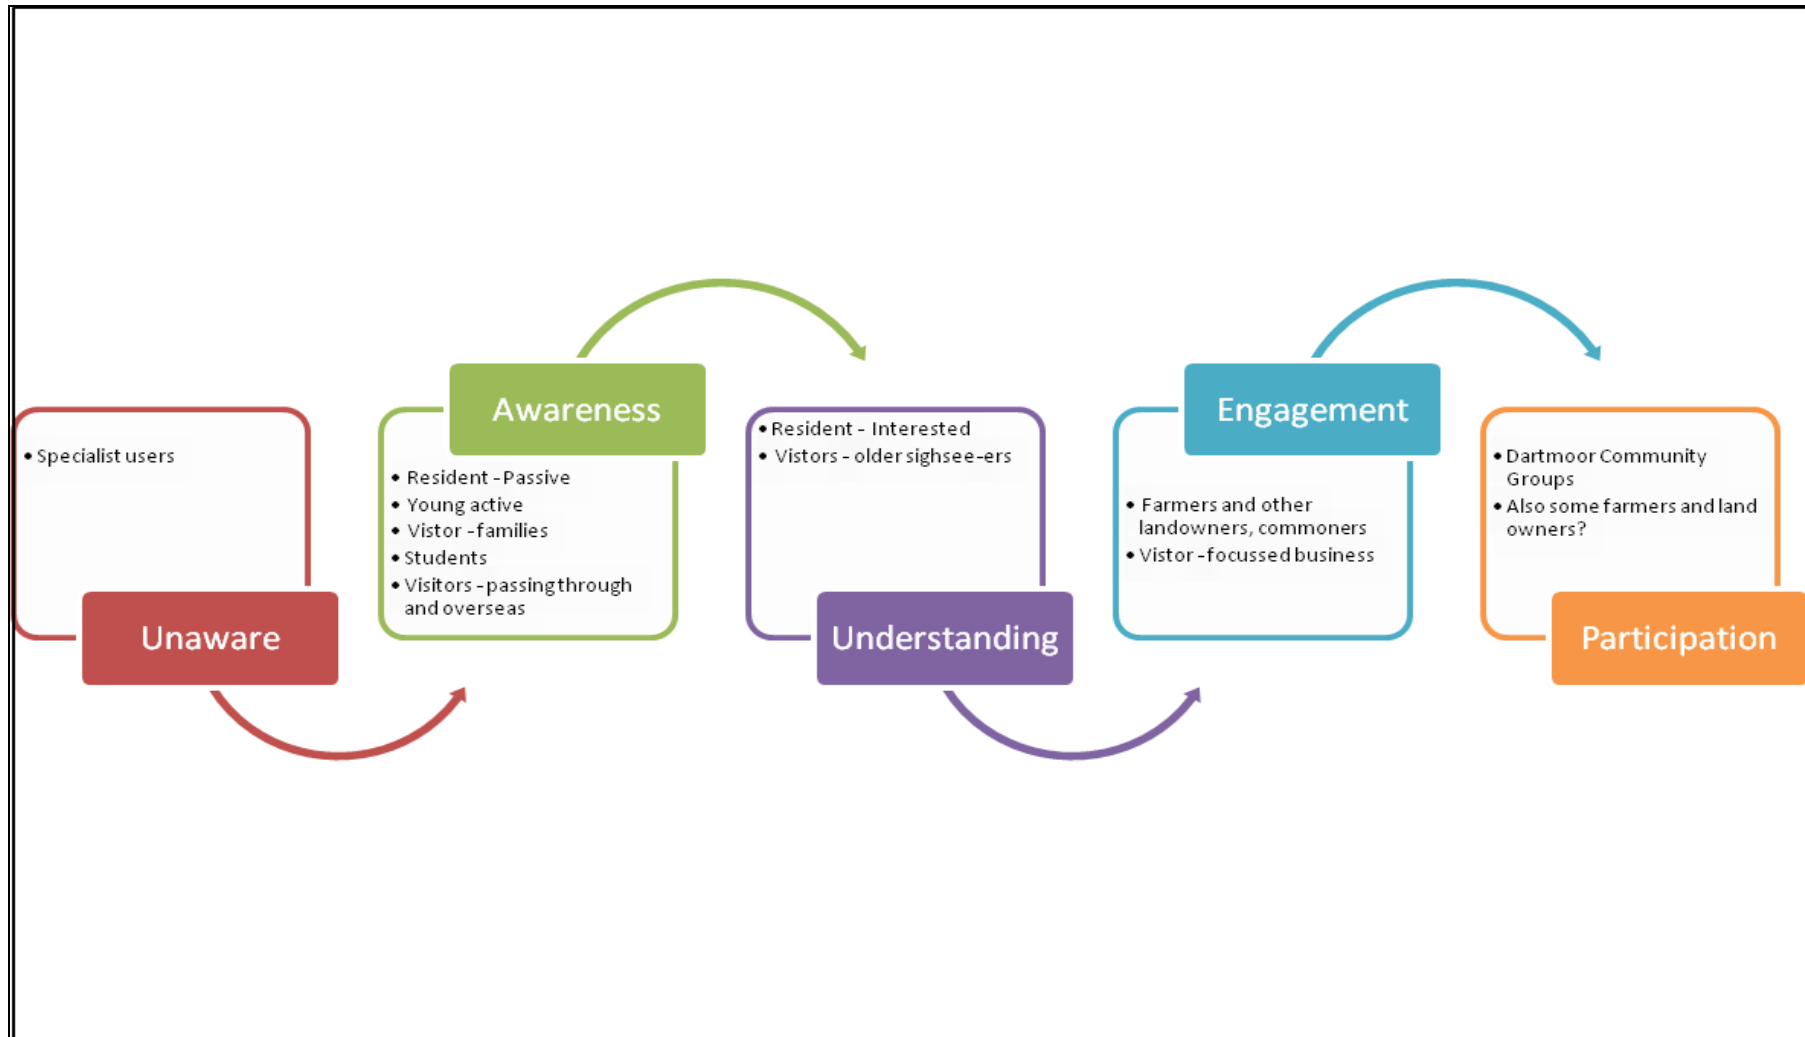 • Specialist users
Unaware
Awareness
• Resident - Passive
• Young active
• Vistor - families
• Students
• Visitors - passing through
and overseas
• Resident - Interested
• Vistors - older sighsee-ers
Understanding
Engagement
• Farmers and other
landowners, commoners
• Vistor - focussed business
• Dartmoor Community
Groups
• Also some farmers and land
owners?
Participation